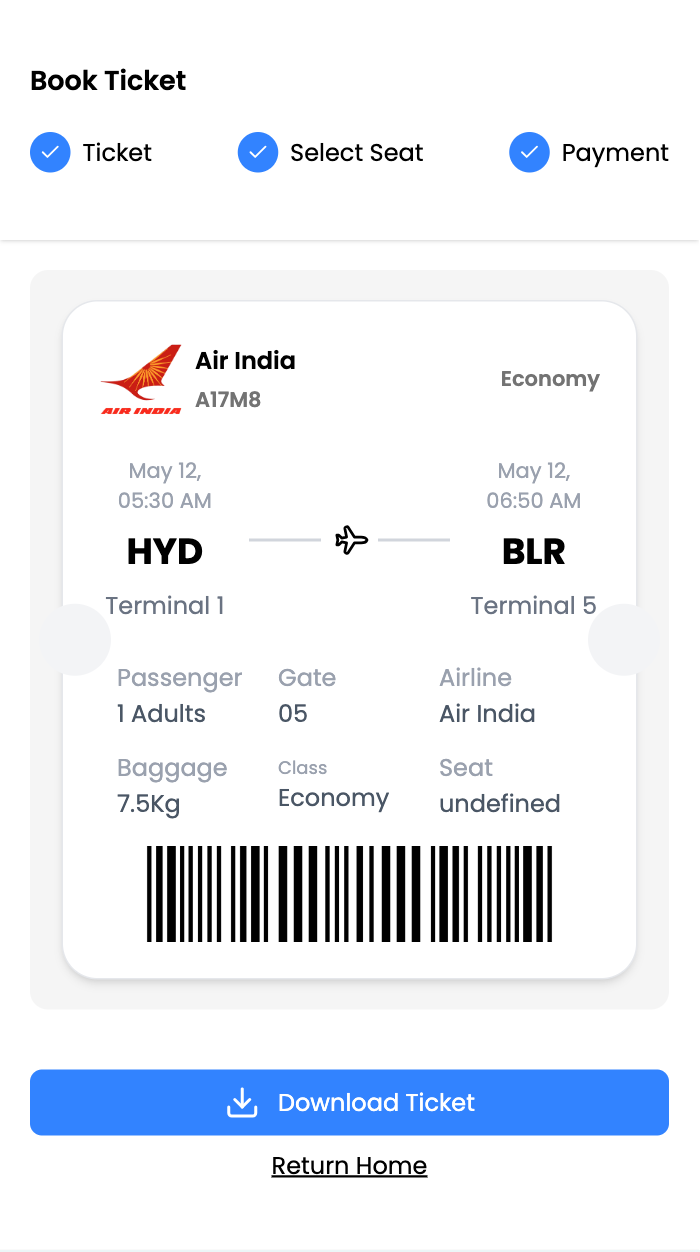 Book Ticket
Ticket
Select Seat
Payment
Air India
A17M8
AIR INDIA
Economy
May 12,
05:30 AM
HYD
Terminal 1
May 12,
06:50 AM
BLR
Terminal 5
Passenger
1 Adults
Gate
05
Airline
Air India
Baggage
7.5Kg
Class
Economy
Seat
undefined
Download Ticket
Return Home